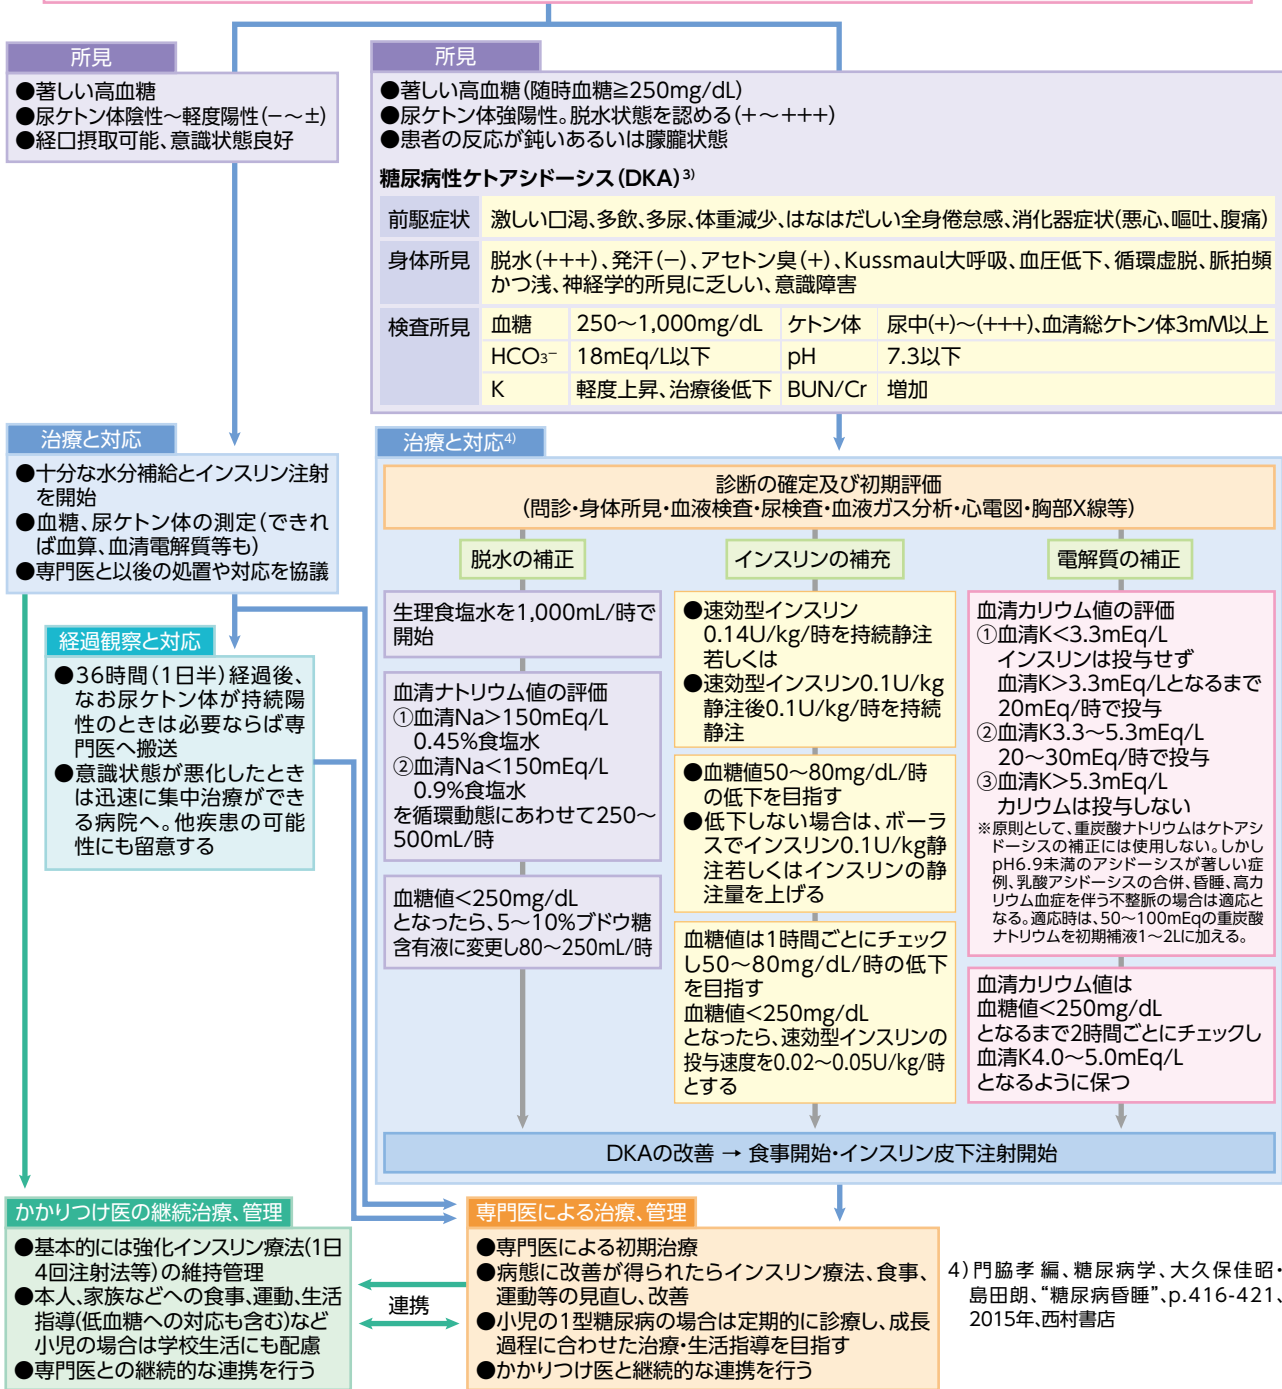 所見
●著しい高血糖
●尿ケトン体陰性～軽度陽性(−～±)
●経口摂取可能、意識状態良好
所見
●著しい高血糖(随時血糖≧250mg/dL)
●尿ケトン体強陽性。脱水状態を認める(+～+++)
●患者の反応が鈍いあるいは朦朧状態
糖尿病性ケトアシドーシス(DKA)3)
前駆症状 激しい口渇、多飲、多尿、体重減少、はなはだしい全身倦怠感、消化器症状(悪心、嘔吐、腹痛)
身体所見 脱水(+++)、発汗(−)、アセトン臭(+)、Kussmaul大呼吸、血圧低下、循環虚脱、脈拍頻
かつ浅、神経学的所見に乏しい、意識障害
検査所見 血糖 250～1,000mg/dL ケトン体 尿中(+)～(+++)、血清総ケトン体3mM以上
HCO3− 18mEq/L以下 pH 7.3以下
K 軽度上昇、治療後低下 BUN/Cr 増加
治療と対応
●十分な水分補給とインスリン注射
を開始
●血糖、尿ケトン体の測定(できれ
ば血算、血清電解質等も)
●専門医と以後の処置や対応を協議
経過観察と対応
●36時間(1日半)経過後、
なお尿ケトン体が持続陽
性のときは必要ならば専
門医へ搬送
●意識状態が悪化したとき
は迅速に集中治療ができ
る病院へ。他疾患の可能
性にも留意する
治療と対応4)
診断の確定及び初期評価
(問診・身体所見・血液検査・尿検査・血液ガス分析・心電図・胸部X線等)
脱水の補正
生理食塩水を1,000mL/時で
開始
血清ナトリウム値の評価
①血清Na>150mEq/L
0.45%食塩水
②血清Na<150mEq/L
0.9%食塩水
を循環動態にあわせて250～
500mL/時
血糖値<250mg/dL
となったら、5～10%ブドウ糖
含有液に変更し80～250mL/時
インスリンの補充
●速効型インスリン
0.14U/kg/時を持続静注
若しくは
●速効型インスリン0.1U/kg
静注後0.1U/kg/時を持続
静注
●血糖値50～80mg/dL/時
の低下を目指す
●低下しない場合は、ボーラ
スでインスリン0.1U/kg静
注若しくはインスリンの静
注量を上げる
血糖値は1時間ごとにチェック
し50～80mg/dL/時の低下
を目指す
血糖値<250mg/dL
となったら、速効型インスリンの
投与速度を0.02～0.05U/kg/時
とする
電解質の補正
血清カリウム値の評価
①血清K<3.3mEq/L
インスリンは投与せず
血清K>3.3mEq/Lとなるまで
20mEq/時で投与
②血清K3.3～5.3mEq/L
20～30mEq/時で投与
③血清K>5.3mEq/L
カリウムは投与しない
※原則として、重炭酸ナトリウムはケトアシ
ドーシスの補正には使用しない。しかし
pH6.9未満のアシドーシスが著しい症
例、乳酸アシドーシスの合併、昏睡、高カ
リウム血症を伴う不整脈の場合は適応と
なる。適応時は、50～100mEqの重炭酸
ナトリウムを初期補液1～2Lに加える。
血清カリウム値は
血糖値<250mg/dL
となるまで2時間ごとにチェックし
血清K4.0～5.0mEq/L
となるように保つ
DKAの改善 → 食事開始・インスリン皮下注射開始
かかりつけ医の継続治療、管理
●基本的には強化インスリン療法(1日
4回注射法等)の維持管理
●本人、家族などへの食事、運動、生活
指導(低血糖への対応も含む)など
小児の場合は学校生活にも配慮
●専門医との継続的な連携を行う
連携
専門医による治療、管理
●専門医による初期治療
●病態に改善が得られたらインスリン療法、食事、
運動等の見直し、改善
●小児の1型糖尿病の場合は定期的に診療し、成長
過程に合わせた治療・生活指導を目指す
●かかりつけ医と継続的な連携を行う
4)門脇孝 編、糖尿病学、大久保佳昭・
島田朗、“糖尿病昏睡”、p.416-421、
2015年、西村書店